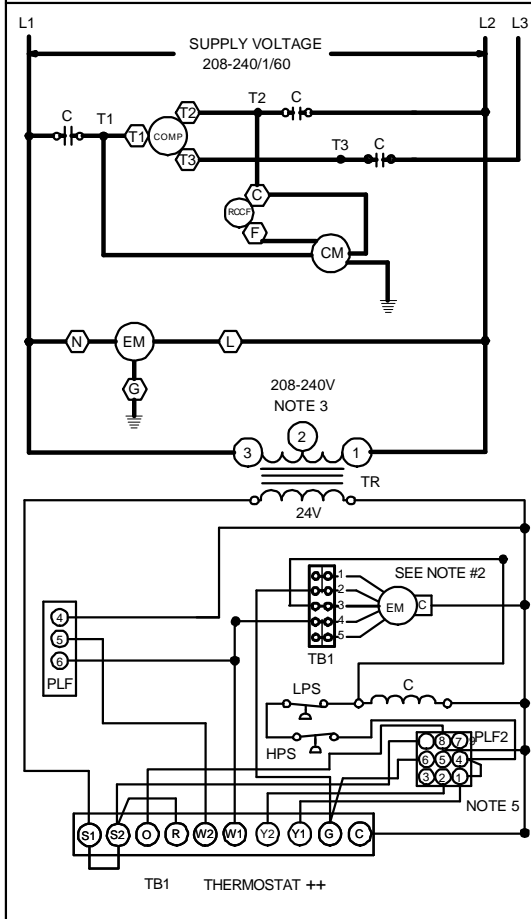 L1 L2 L3
SUPPLY VOLTAGE
208-240/1/60
C T1 T1 COMP T2 T2 C
T3 T3 C
C
RCCF
F
CM
N EM L
G
208-240V
NOTE 3
3 2 1
TR
24V
SEE NOTE #2
1
2
3
4
5
EM C
TB1
4
5
6
PLF
LPS C
HPS
PLF2
8 7 9
6 5 4
3 2 1
NOTE 5
S1 S2 O R W2 W1 Y2 Y1 G C
TB1 THERMOSTAT ++